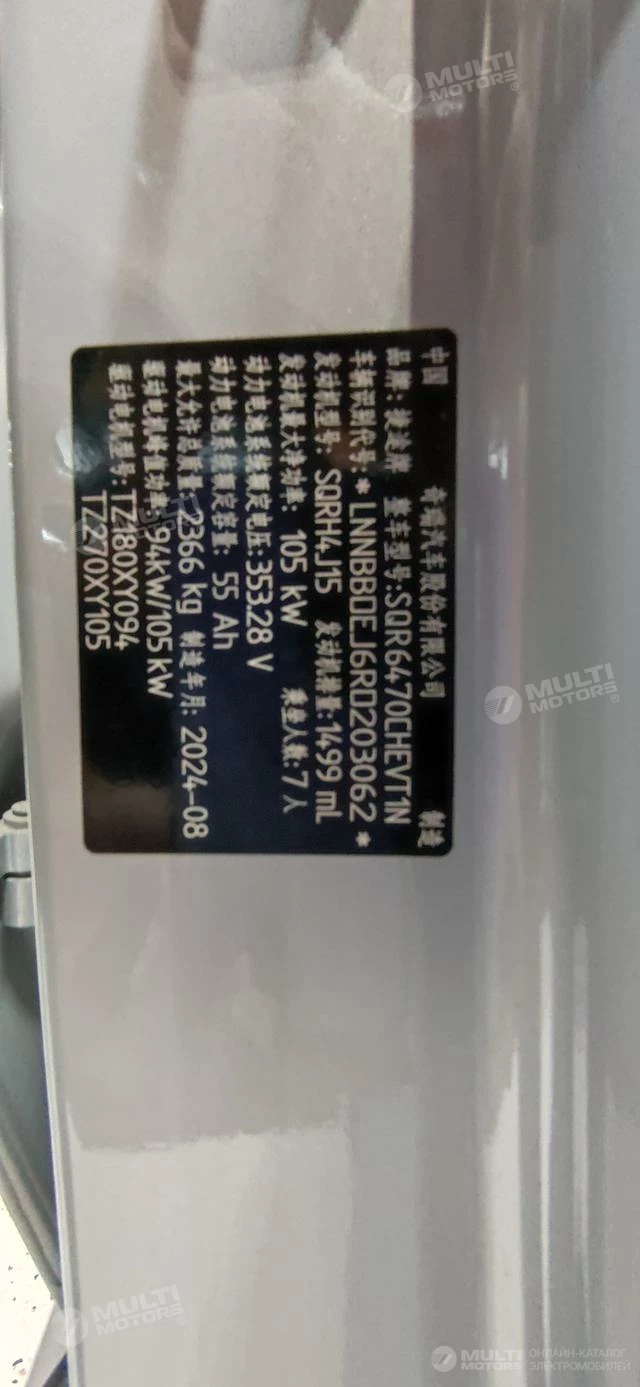 中国 奇瑞汽车股份有限公司 制造
品牌:捷途牌 整车型号:SQR6470CHEVT1N
车辆识别代号:*LNNBBDEJ6RD203062*
发动机型号: SQRH4J15 发动机排量:1499 mL
发动机最大净功率: 105 kW 乘坐人数:7人
动力电池系统额定电压:353.28 V
动力电池系统额定容量: 55 Ah
最大允许总质量:2366 kg 制造年月: 2024-08
驱动电机峰值功率:94kW/105kW
驱动电机型号:TZ180XY094
TZ270XY105
MULTI
MOTORS®
MULTI
MOTORS®
MULTI
MOTORS®
MULTI
MOTORS®
MULTI
MOTORS®
ОНЛАЙН-КАТАЛОГ
ЭЛЕКТРОМОБИЛЕЙ